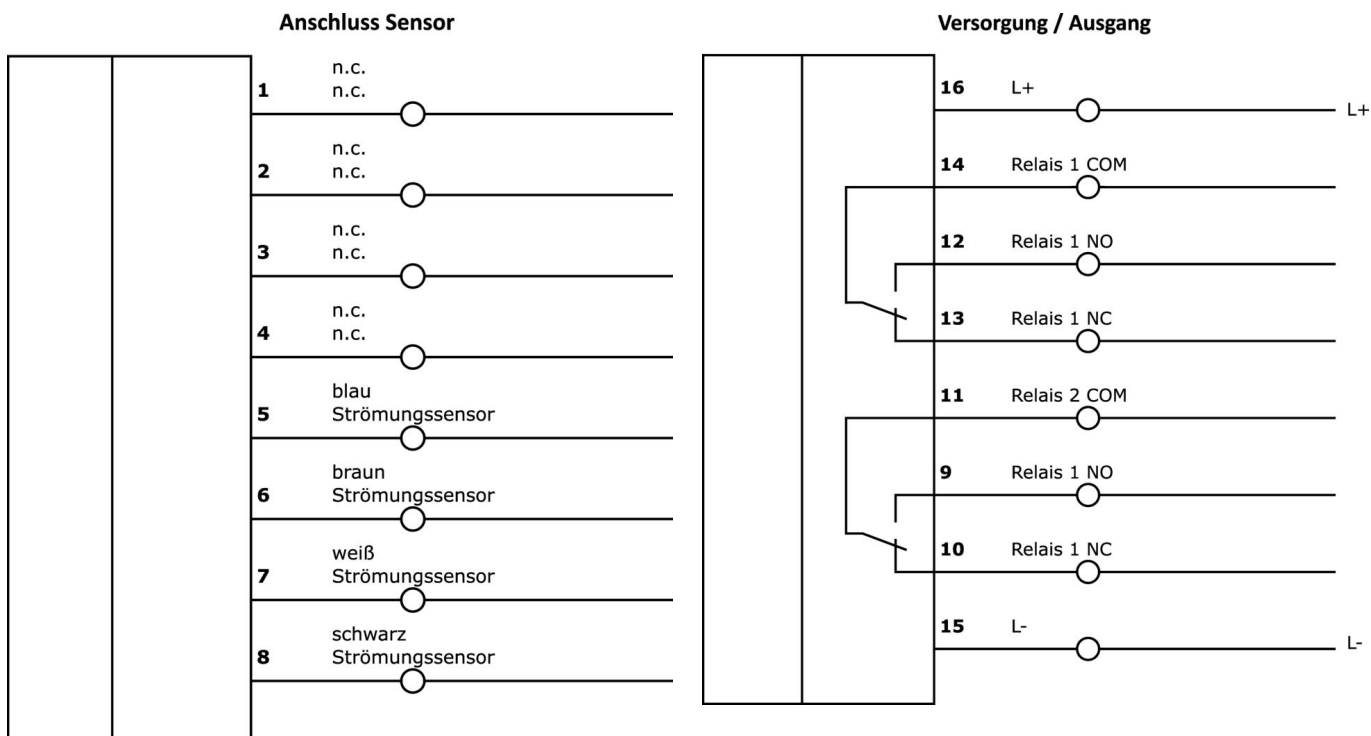 Anschluss Sensor
n.c.
1 n.c.
n.c.
2 n.c.
n.c.
3 n.c.
n.c.
4 n.c.
blau
5 Strömungssensor
braun
6 Strömungssensor
weiß
7 Strömungssensor
schwarz
8 Strömungssensor
Versorgung / Ausgang
16 L+
L+
14 Relais 1 COM
12 Relais 1 NO
13 Relais 1 NC
11 Relais 2 COM
9 Relais 1 NO
10 Relais 1 NC
15 L-
L-